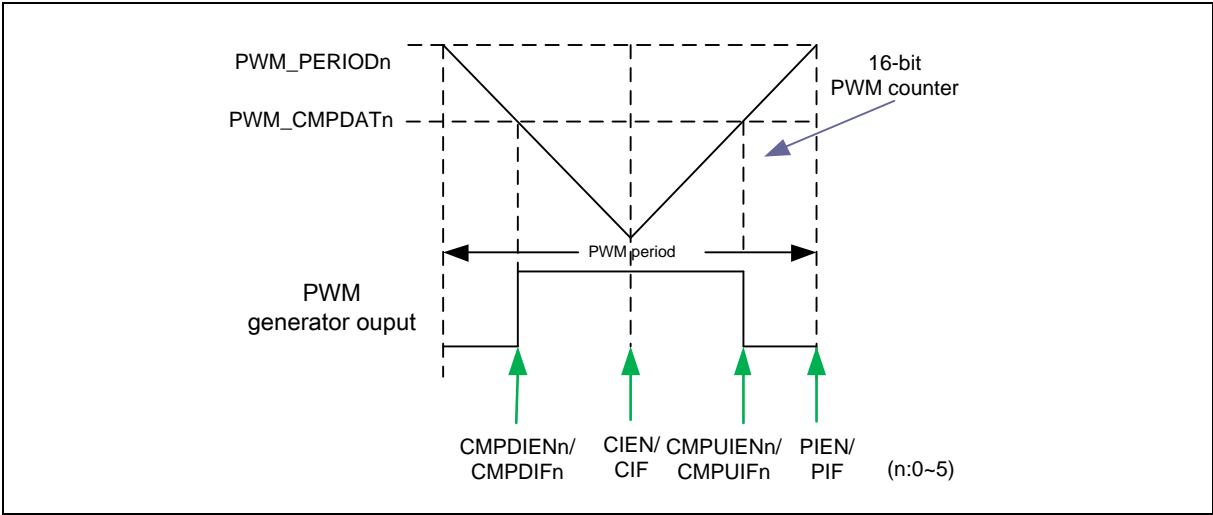 PWM_PERIODn
16-bit
PWM counter
PWM_CMPDATn
PWM period
PWM
generator ouput
CMPDIENn/
CMPDIFn
CIEN/
CIF
CMPUIENn/
CMPUIFn
PIEN/
PIF
(n:0~5)